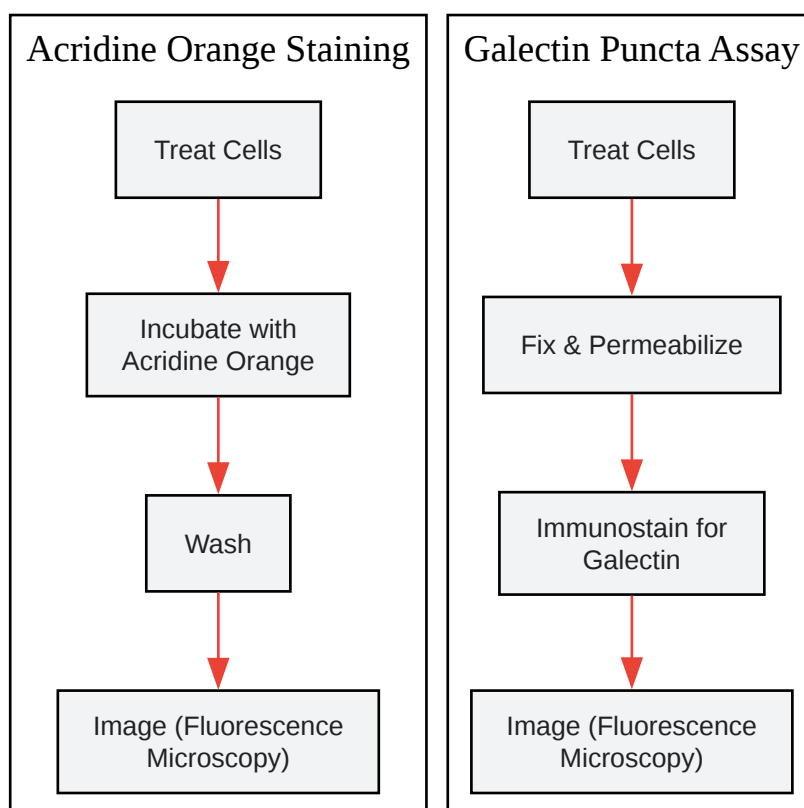 Acridine Orange Staining
Treat Cells
Incubate with
Acridine Orange
Wash
Image (Fluorescence
Microscopy)
Galectin Puncta Assay
Treat Cells
Fix & Permeabilize
Immunostain for
Galectin
Image (Fluorescence
Microscopy)